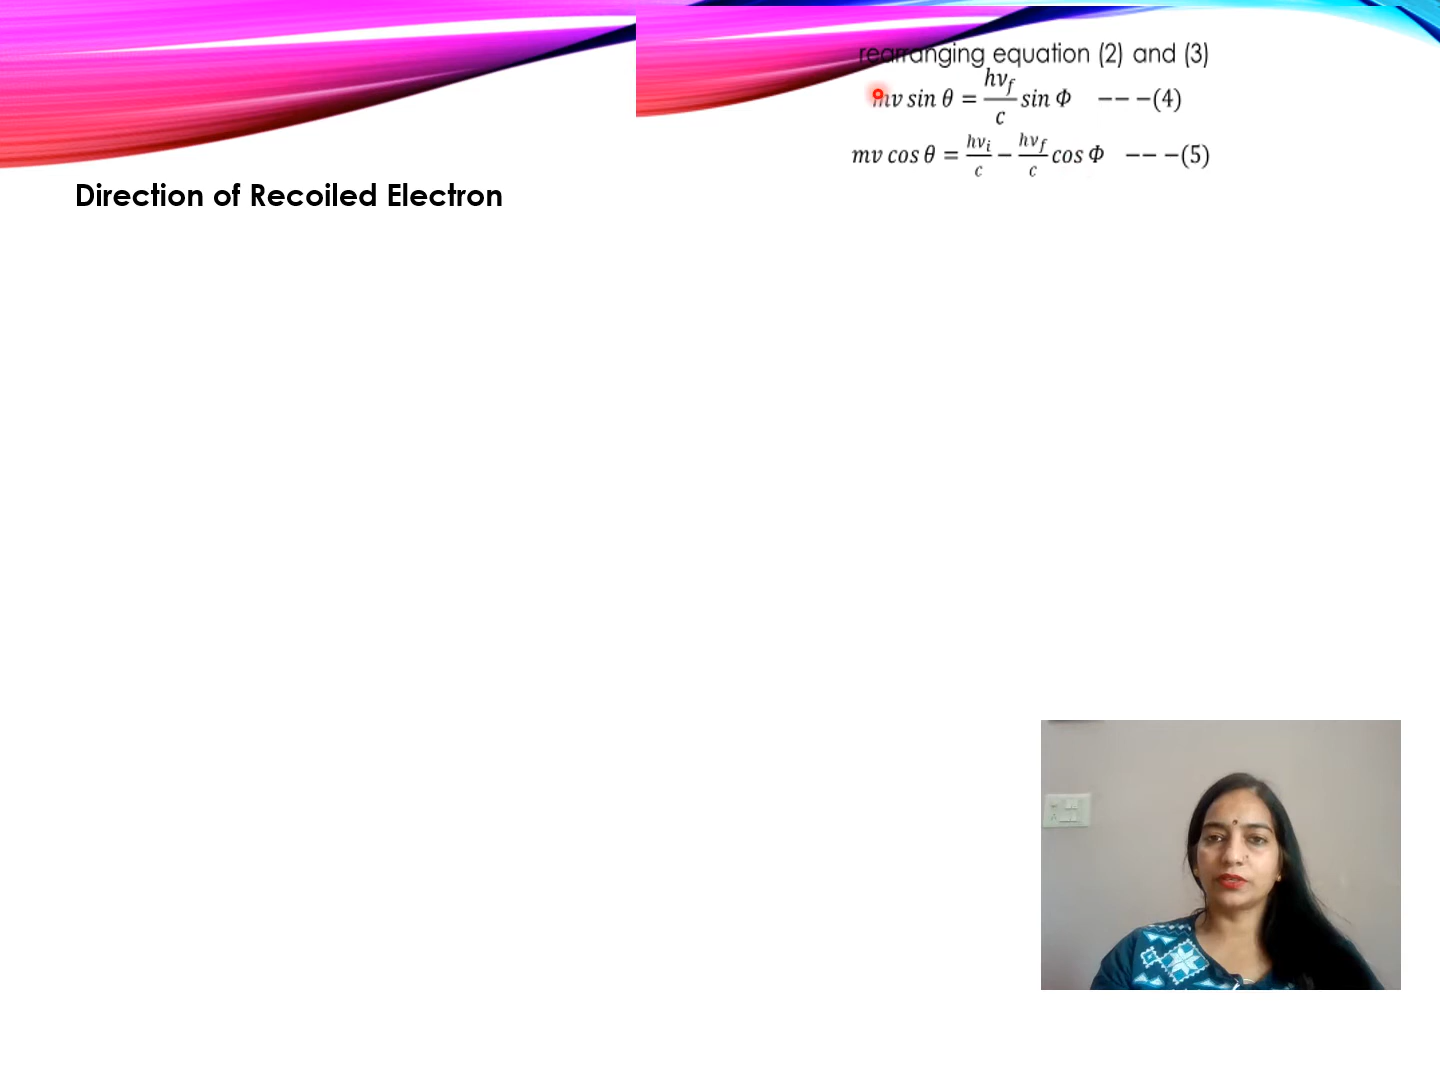 rearranging equation (2) and (3)
mv sin θ = hν_f/c sin Φ −− −(4)
mv cos θ = hν_i/c − hν_f/c cos Φ −− −(5)
Direction of Recoiled Electron